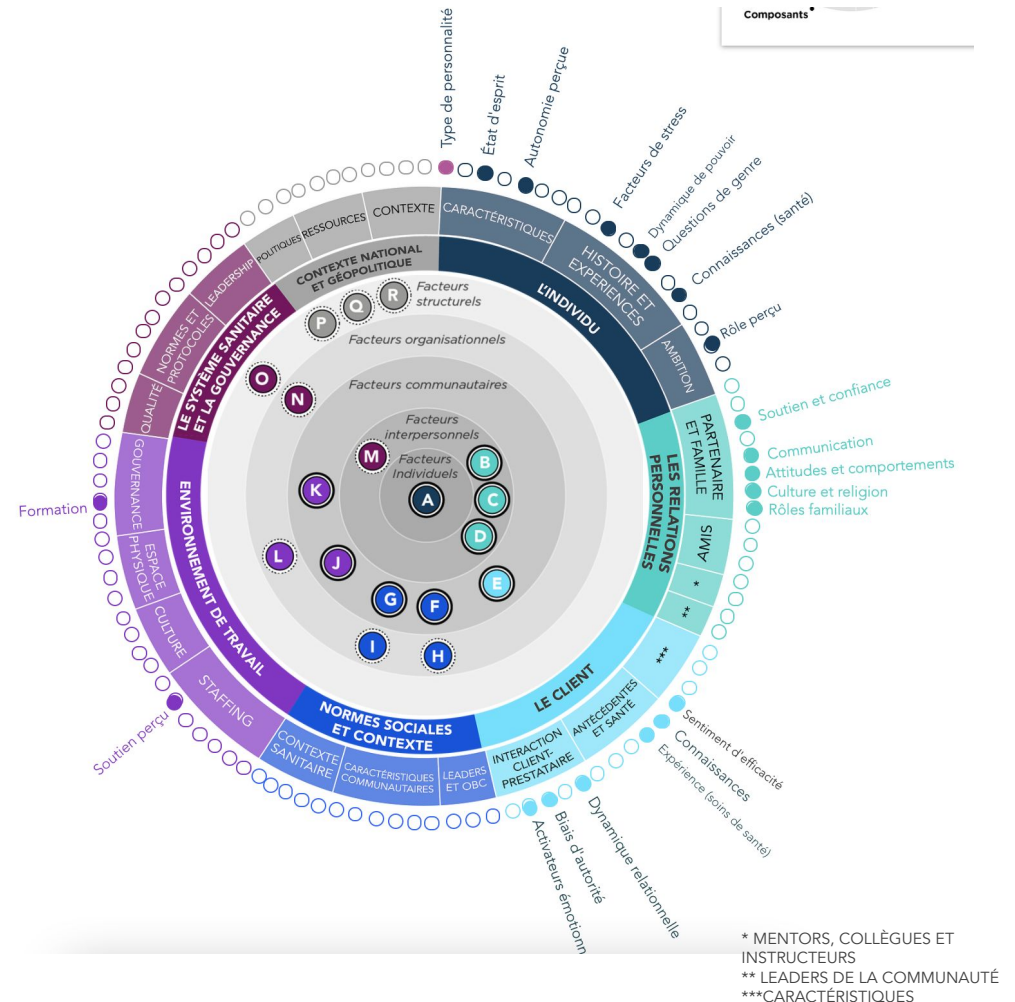 Composants
Type de personnalité
État d'esprit
Autonomie perçue
Facteurs de stress
Dynamique de pouvoir
Questions de genre
Connaissances (santé)
Rôle perçu
Soutien et confiance
Communication
Attitudes et comportements
Culture et religion
Rôles familiaux
Sentiment d'efficacité
Connaissances
Expérience (soins de santé)
Dynamique relationnelle
Biais d'autorité
Activateurs émotionn
Soutien perçu
Formation
POLITIQUES
RESSOURCES
CONTEXTE
CARACTÉRISTIQUES
HISTOIRE ET
EXPERIENCES
AMBITION
PARTENAIRE
ET FAMILLE
AMIS
*
**
***
ANTÉCÉDENTES
ET SANTÉ
INTERACTION
CLIENT-
PRESTATAIRE
LEADERS
ET OBC
CARACTÉRISTIQUES
COMMUNAUTAIRES
CONTEXTE
SANITAIRE
STAFFING
CULTURE
ESPACE
PHYSIQUE
GOUVERNANCE
QUALITÉ
NORMES ET
PROTOCOLES
LEADERSHIP
CONTEXTE NATIONAL
ET GÉOPOLITIQUE
L'INDIVIDU
LES RELATIONS
PERSONNELLES
LE CLIENT
NORMES SOCIALES
ET CONTEXTE
ENVIRONNEMENT DE TRAVAIL
LE SYSTÈME SANITAIRE
ET LA GOUVERNANCE
Facteurs
structurels
Facteurs organisationnels
Facteurs communautaires
Facteurs
interpersonnels
Facteurs
Individuels
R
Q
P
O
N
M
B
K
A
C
D
L
J
E
G
F
I
H
* MENTORS, COLLÈGUES ET
INSTRUCTEURS
** LEADERS DE LA COMMUNAUTÉ
***CARACTÉRISTIQUES